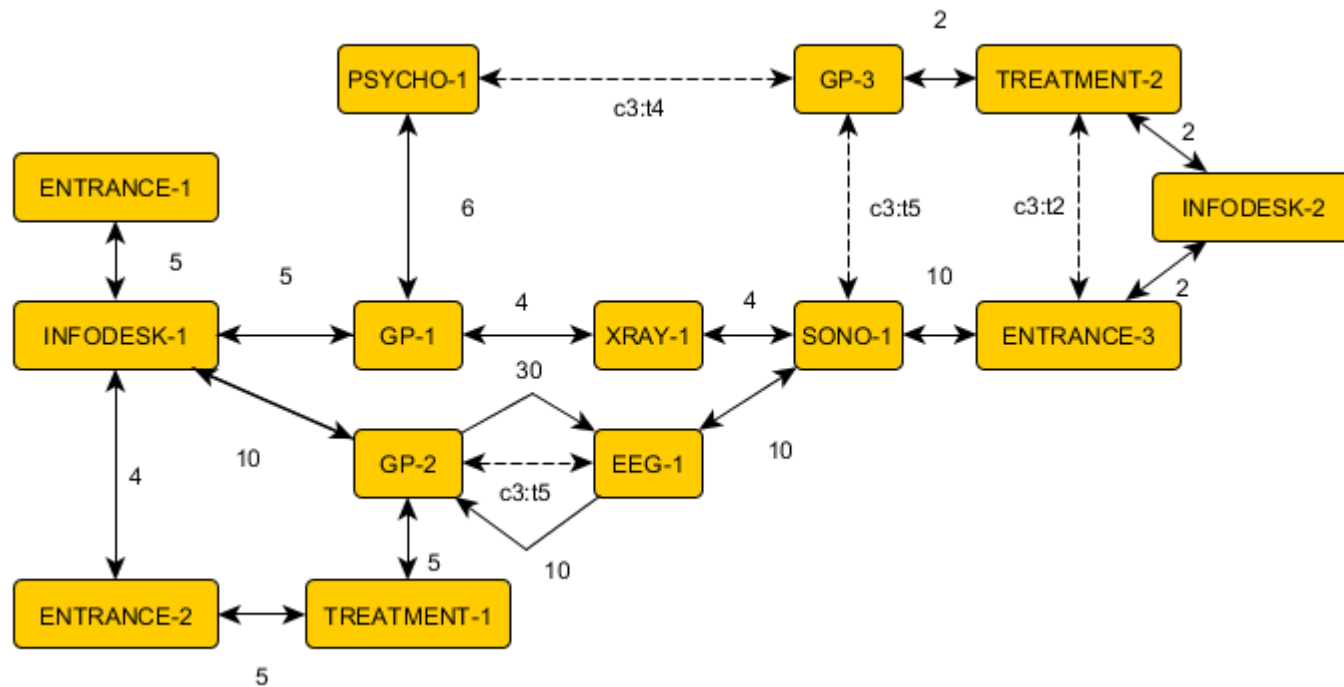 2
PSYCHO-1
GP-3
TREATMENT-2
c3:t4
2
ENTRANCE-1
6
c3:t5
c3:t2
INFODESK-2
5
5
10
2
4
4
INFODESK-1
GP-1
XRAY-1
SONO-1
ENTRANCE-3
30
10
GP-2
EEG-1
10
4
c3:t5
5
10
ENTRANCE-2
TREATMENT-1
5